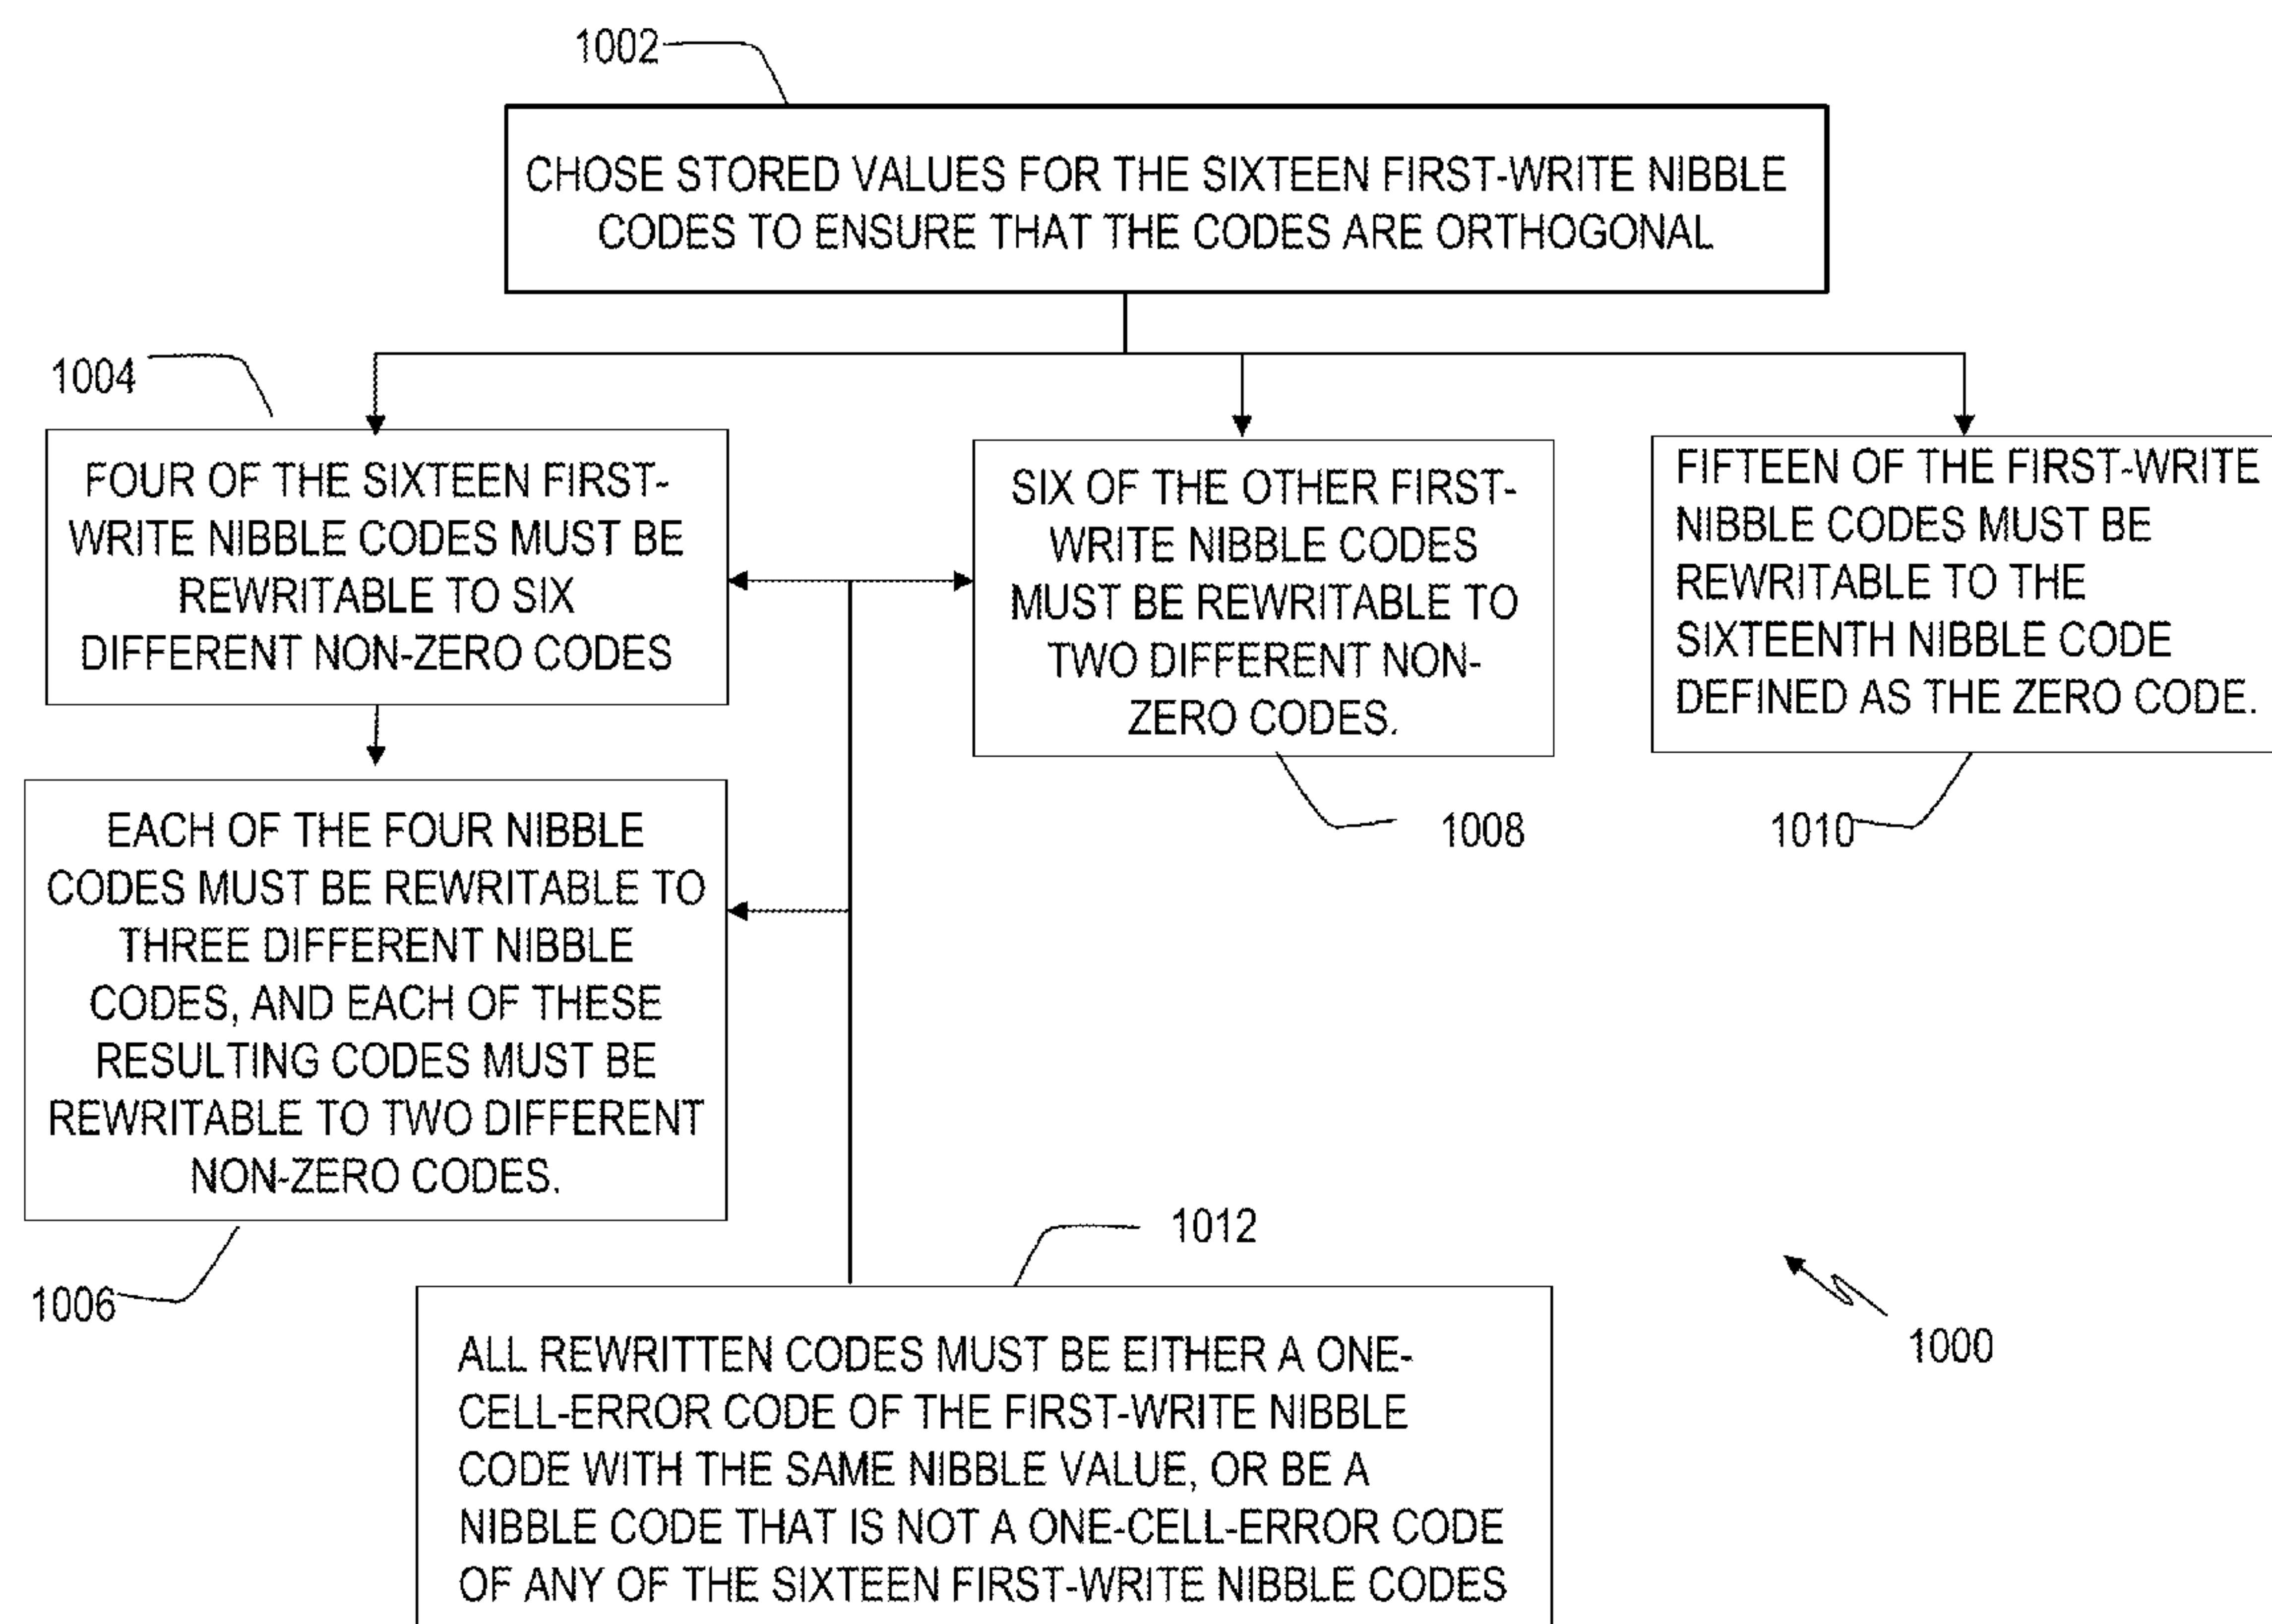 1002
CHOSE STORED VALUES FOR THE SIXTEEN FIRST-WRITE NIBBLE
CODES TO ENSURE THAT THE CODES ARE ORTHOGONAL
1004
FOUR OF THE SIXTEEN FIRST-
WRITE NIBBLE CODES MUST BE
REWRITABLE TO SIX
DIFFERENT NON-ZERO CODES
SIX OF THE OTHER FIRST-
WRITE NIBBLE CODES
MUST BE REWRITABLE TO
TWO DIFFERENT NON-
ZERO CODES.
1008
FIFTEEN OF THE FIRST-WRITE
NIBBLE CODES MUST BE
REWRITABLE TO THE
SIXTEENTH NIBBLE CODE
DEFINED AS THE ZERO CODE.
1010
EACH OF THE FOUR NIBBLE
CODES MUST BE REWRITABLE TO
THREE DIFFERENT NIBBLE
CODES, AND EACH OF THESE
RESULTING CODES MUST BE
REWRITABLE TO TWO DIFFERENT
NON-ZERO CODES.
1006
1012
ALL REWRITTEN CODES MUST BE EITHER A ONE-
CELL-ERROR CODE OF THE FIRST-WRITE NIBBLE
CODE WITH THE SAME NIBBLE VALUE, OR BE A
NIBBLE CODE THAT IS NOT A ONE-CELL-ERROR CODE
OF ANY OF THE SIXTEEN FIRST-WRITE NIBBLE CODES
1000